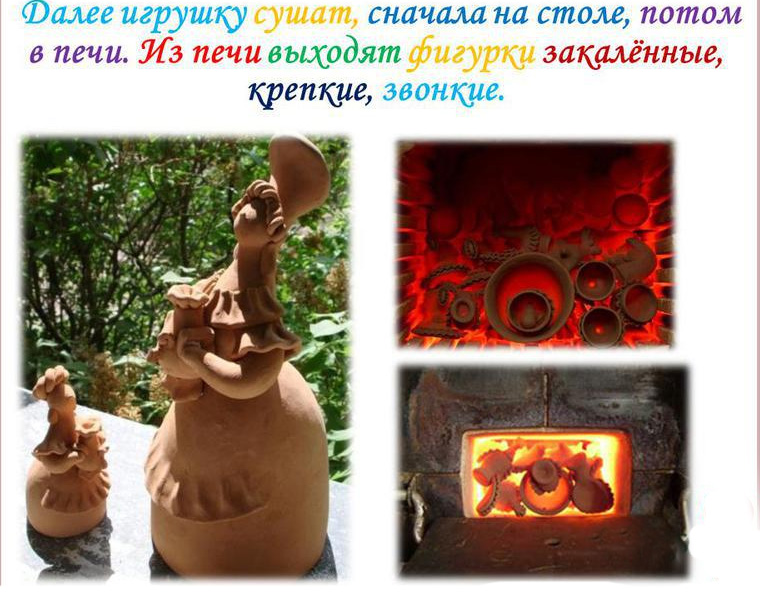 Далее игрушку сушат, сначала на столе, потом
в печи. Из печи выходят фигурки закалённые,
крепкие, звонкие.